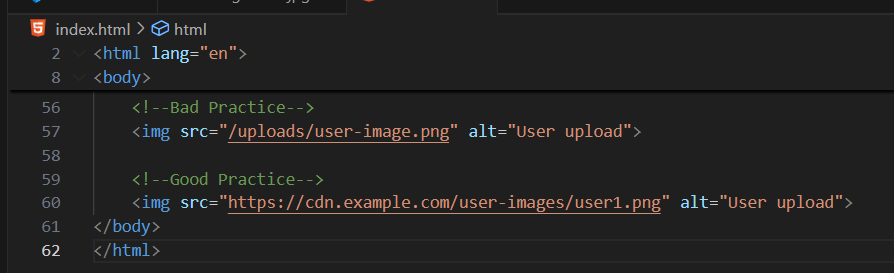 index.html > html
2 <html lang="en">
8 <body>
56 <!--Bad Practice-->
57 <img src="/uploads/user-image.png" alt="User upload">
58
59 <!--Good Practice-->
60 <img src="https://cdn.example.com/user-images/user1.png" alt="User upload">
61 </body>
62 </html>